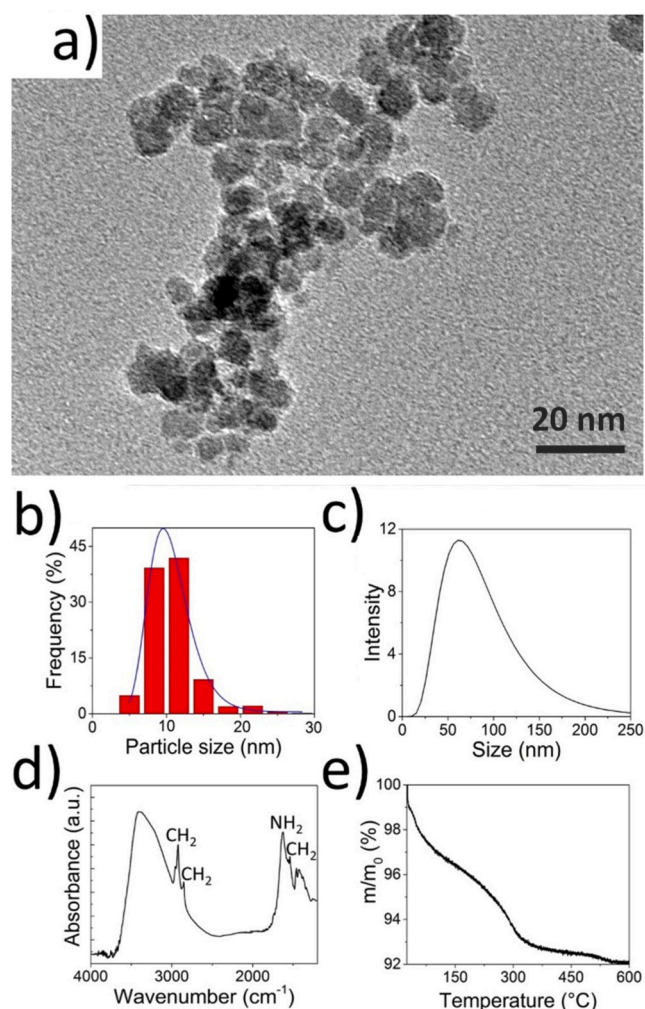 a)
20 nm
b)
45
30
15
0
Frequency (%)
0 10 20 30
Particle size (nm)
c)
12
8
4
0
Intensity
0 50 100 150 200 250
Size (nm)
d)
Absorbance (a.u.)
CH₂
CH₂
NH₂
CH₂
4000 3000 2000
Wavenumber (cm⁻¹)
e)
100
98
96
94
92
m/m₀ (%)
150 300 450 600
Temperature (°C)